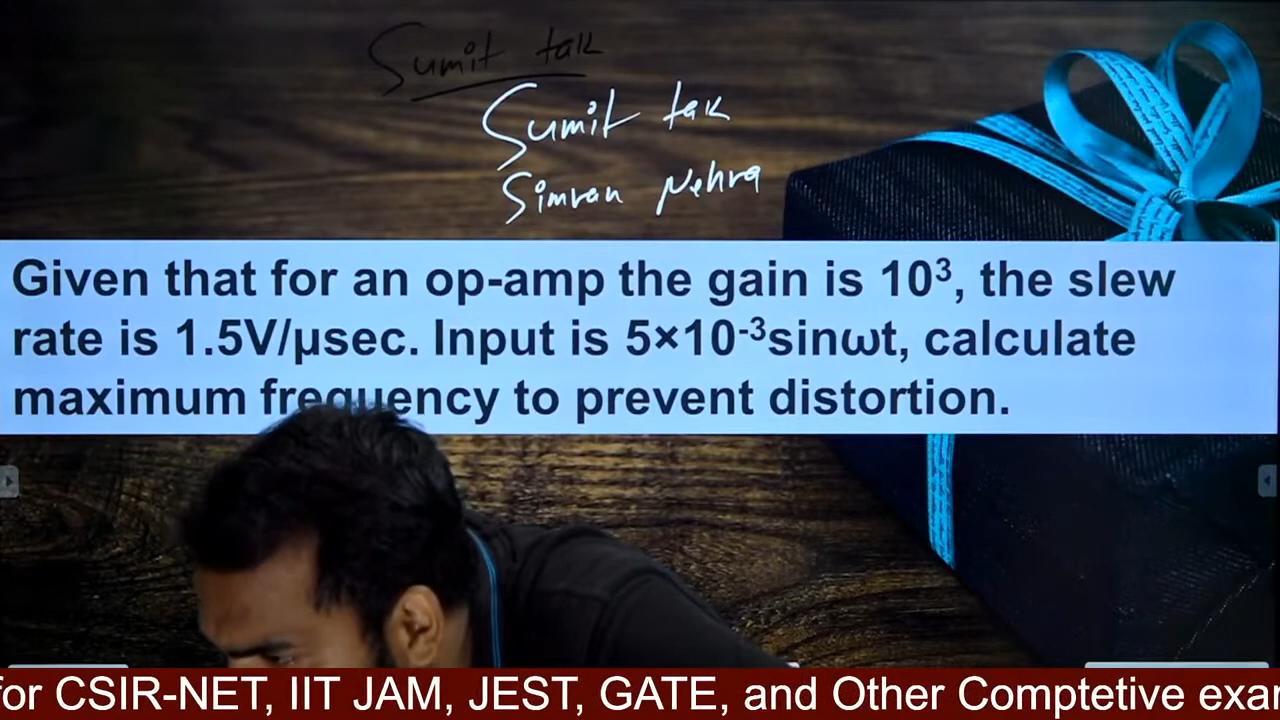 Sumit tak
Sumit tak
Simran Nehra
Given that for an op-amp the gain is 10³, the slew
rate is 1.5V/μsec. Input is 5×10⁻³sinωt, calculate
maximum frequency to prevent distortion.
for CSIR-NET, IIT JAM, JEST, GATE, and Other Comptetive exam